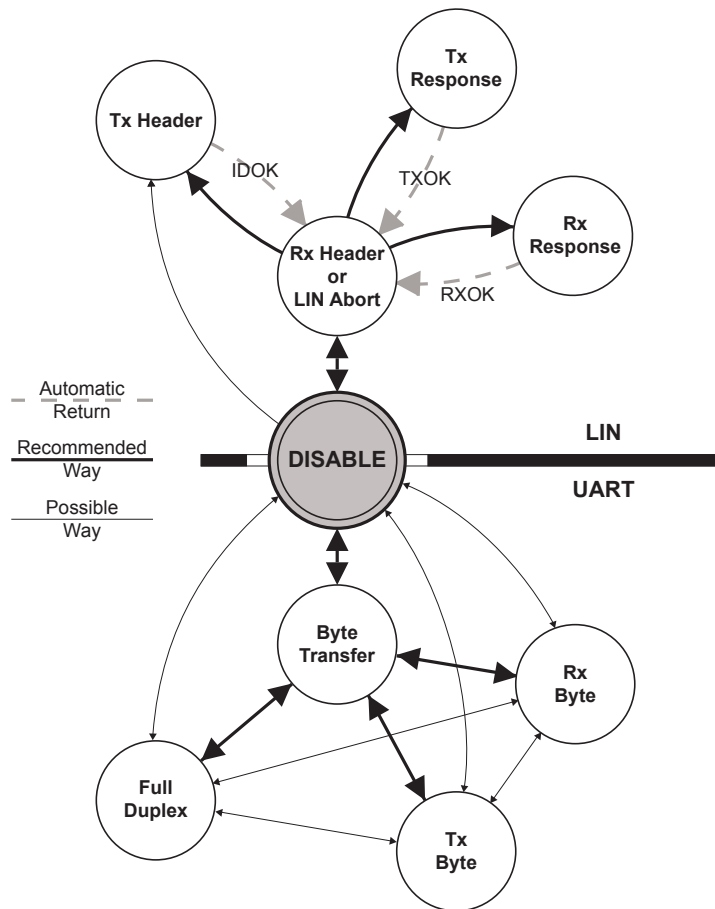 Tx
Response
Tx Header
IDOK
TXOK
Rx
Response
Rx Header
or
LIN Abort
RXOK
Automatic
Return
Recommended
Way
Possible
Way
DISABLE
LIN
UART
Byte
Transfer
Rx
Byte
Full
Duplex
Tx
Byte